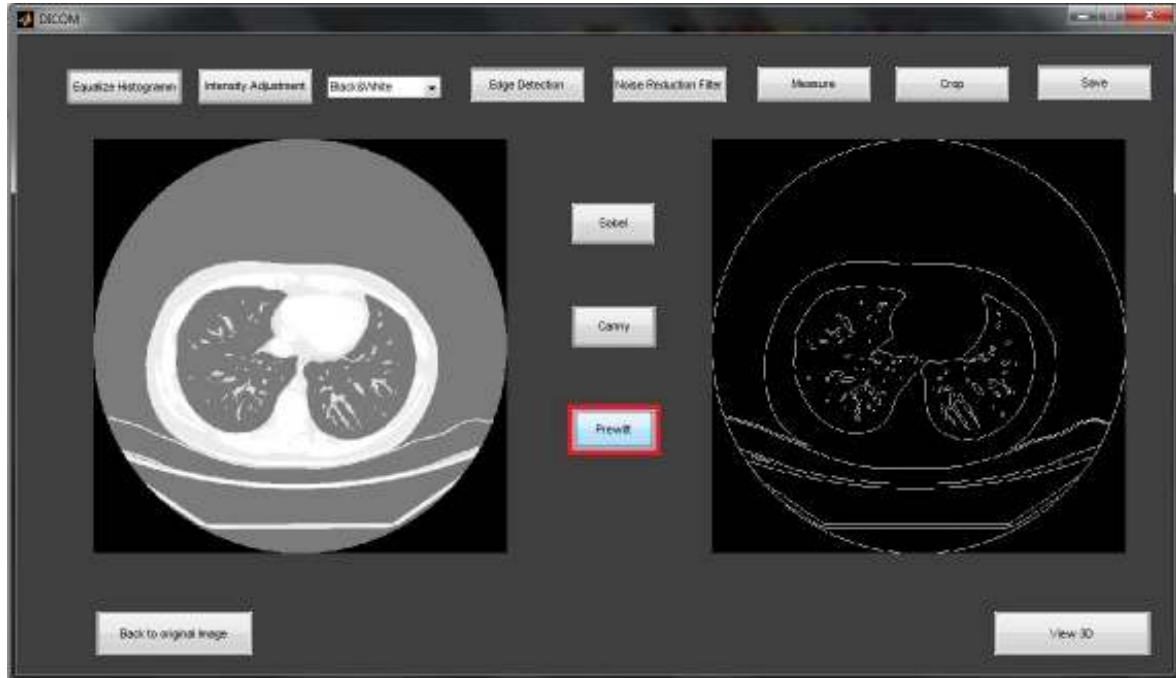 DICOM
Equalize Histogramm
Intensity Adjustment
Black&White
Edge Detection
Noise Reduction Filter
Measure
Crop
Save
Sobel
Canny
Prewitt
Back to original image
View 3D